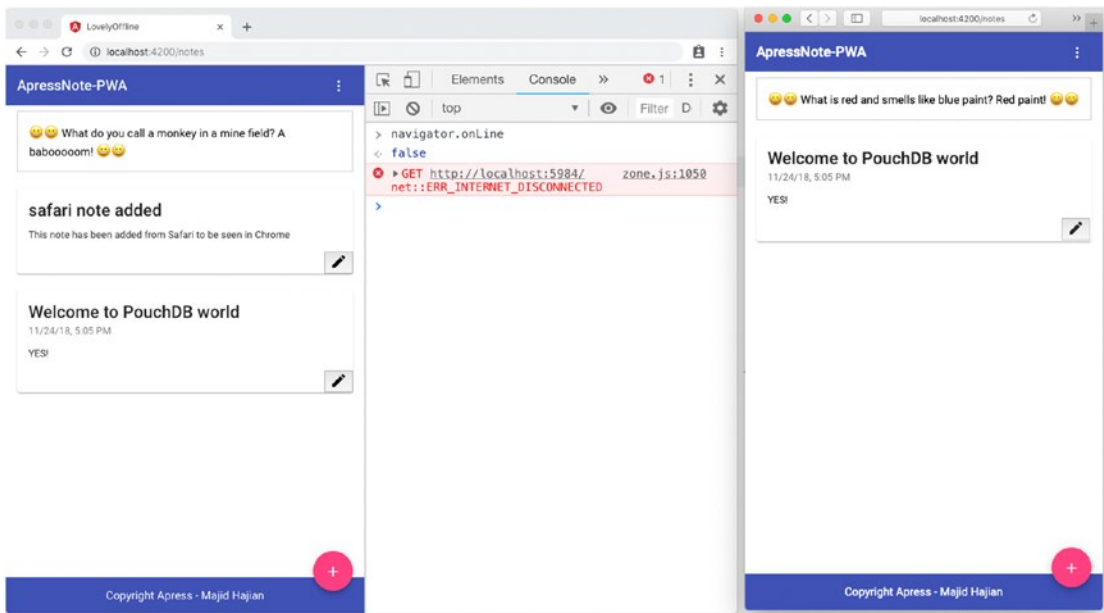 LovelyOffline
localhost:4200/notes
ApressNote-PWA
😀😀 What do you call a monkey in a mine field? A
babooooom! 😀😀
safari note added
This note has been added from Safari to be seen in Chrome
Welcome to PouchDB world
11/24/18, 5:05 PM
YES!
Copyright Apress - Majid Hajian
Elements Console » 1
top Filter D
> navigator.onLine
false
GET http://localhost:5984/ zone.js:1050
net::ERR_INTERNET_DISCONNECTED
>
localhost:4200/notes
ApressNote-PWA
😀😀 What is red and smells like blue paint? Red paint! 😀😀
Welcome to PouchDB world
11/24/18, 5:05 PM
YES!
Copyright Apress - Majid Hajian